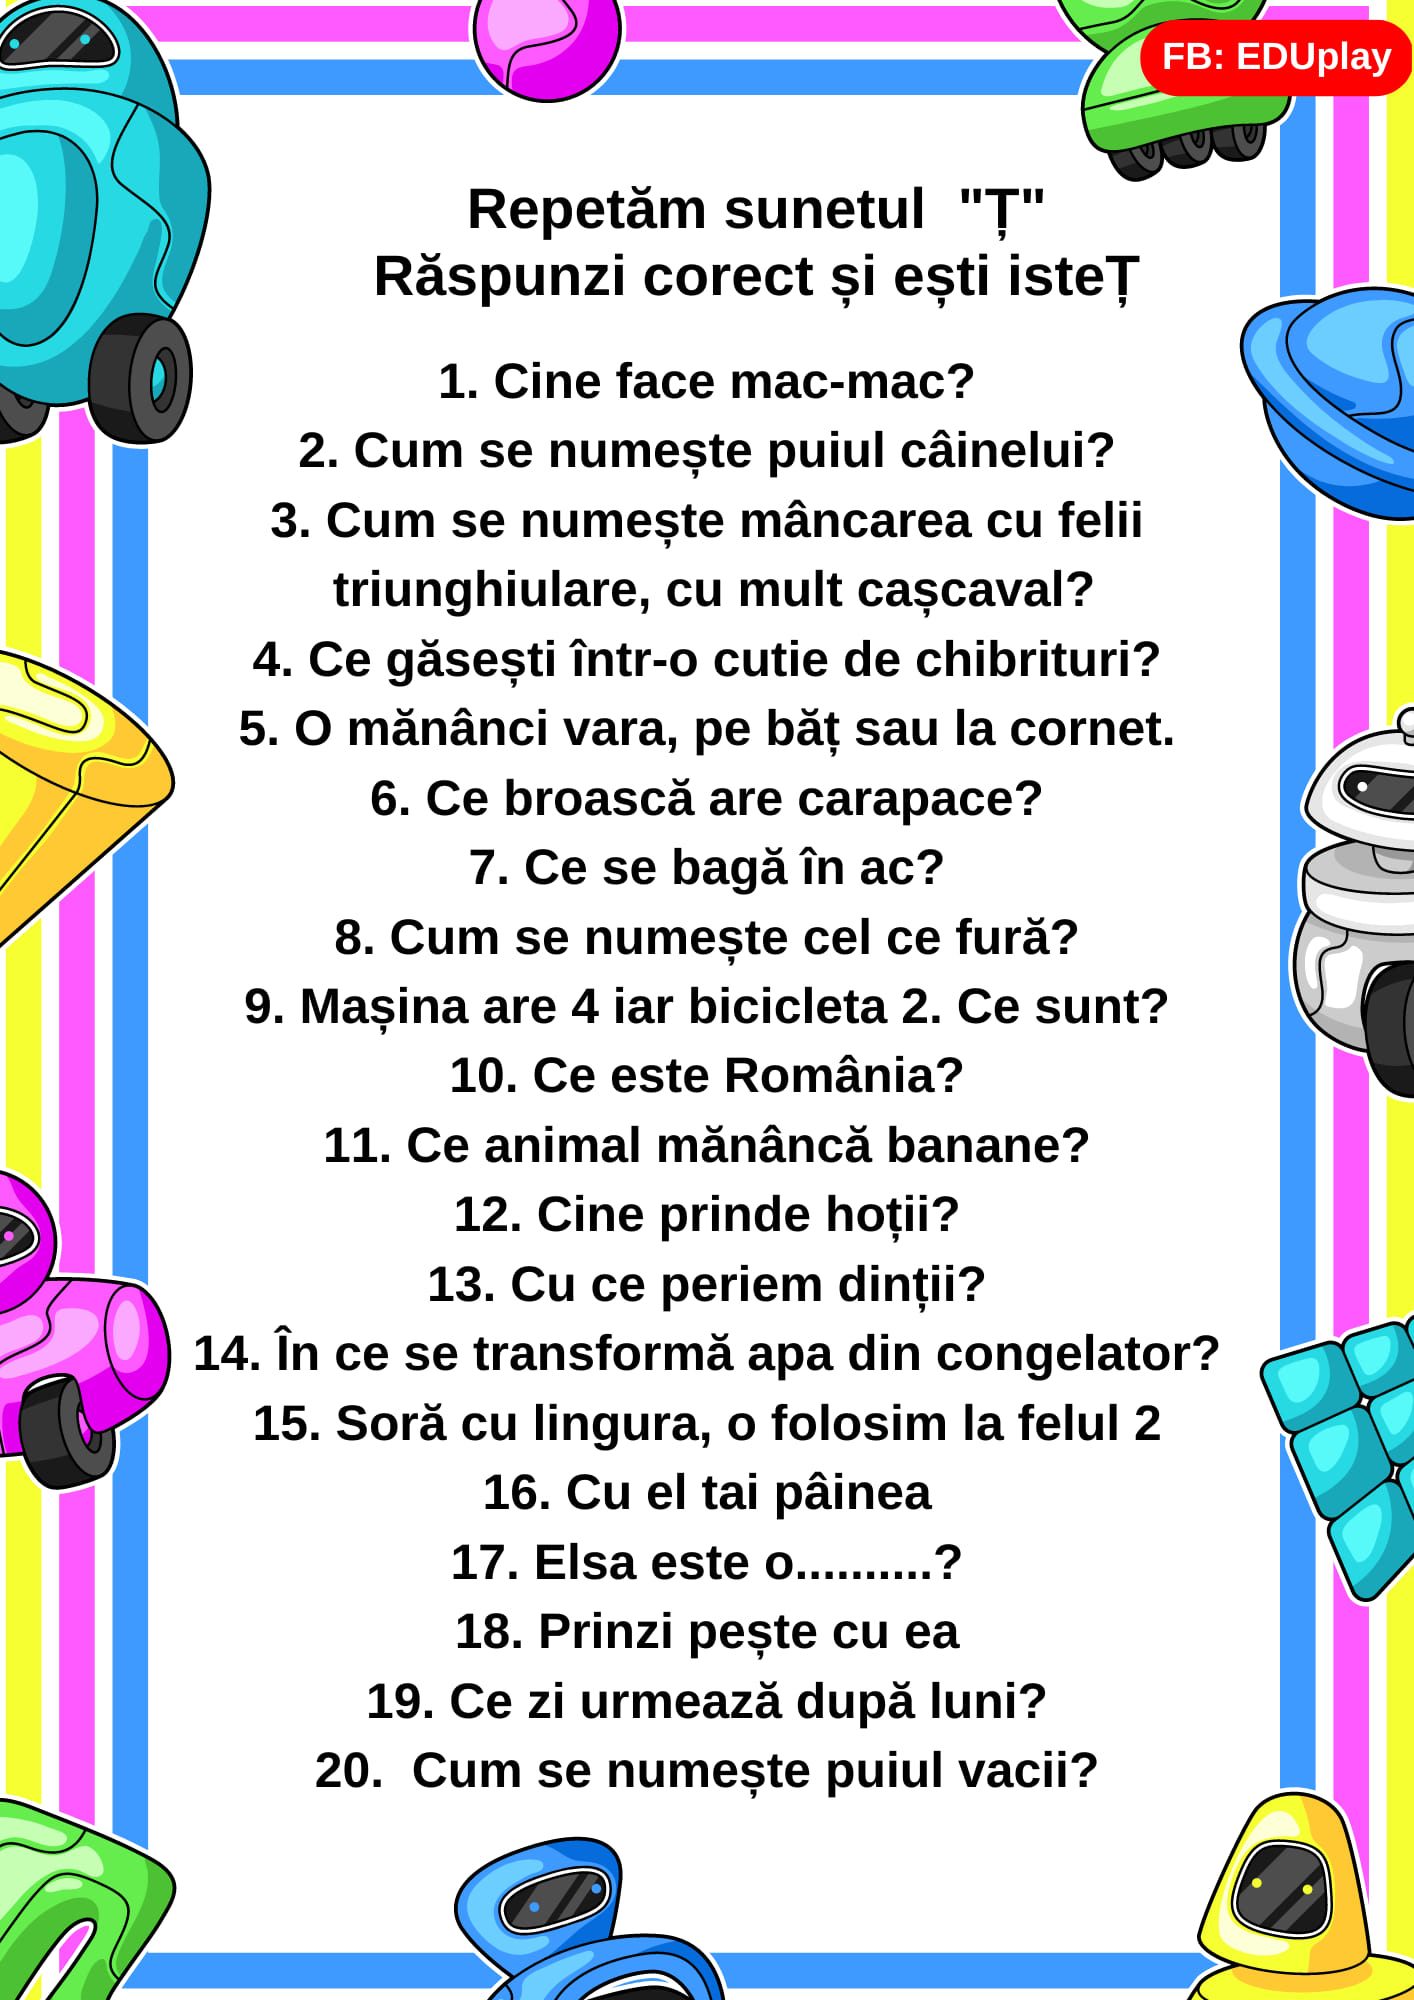 FB: EDUplay
Repetăm sunetul "Ț"
Răspunzi corect și ești isteȚ
1. Cine face mac-mac?
2. Cum se numește puiul câinelui?
3. Cum se numește mâncarea cu felii
triunghiulare, cu mult cașcaval?
4. Ce găsești într-o cutie de chibrituri?
5. O mănânci vara, pe băț sau la cornet.
6. Ce broască are carapace?
7. Ce se bagă în ac?
8. Cum se numește cel ce fură?
9. Mașina are 4 iar bicicleta 2. Ce sunt?
10. Ce este România?
11. Ce animal mănâncă banane?
12. Cine prinde hoții?
13. Cu ce periem dinții?
14. În ce se transformă apa din congelator?
15. Soră cu lingura, o folosim la felul 2
16. Cu el tai pâinea
17. Elsa este o..........?
18. Prinzi pește cu ea
19. Ce zi urmează după luni?
20. Cum se numește puiul vacii?